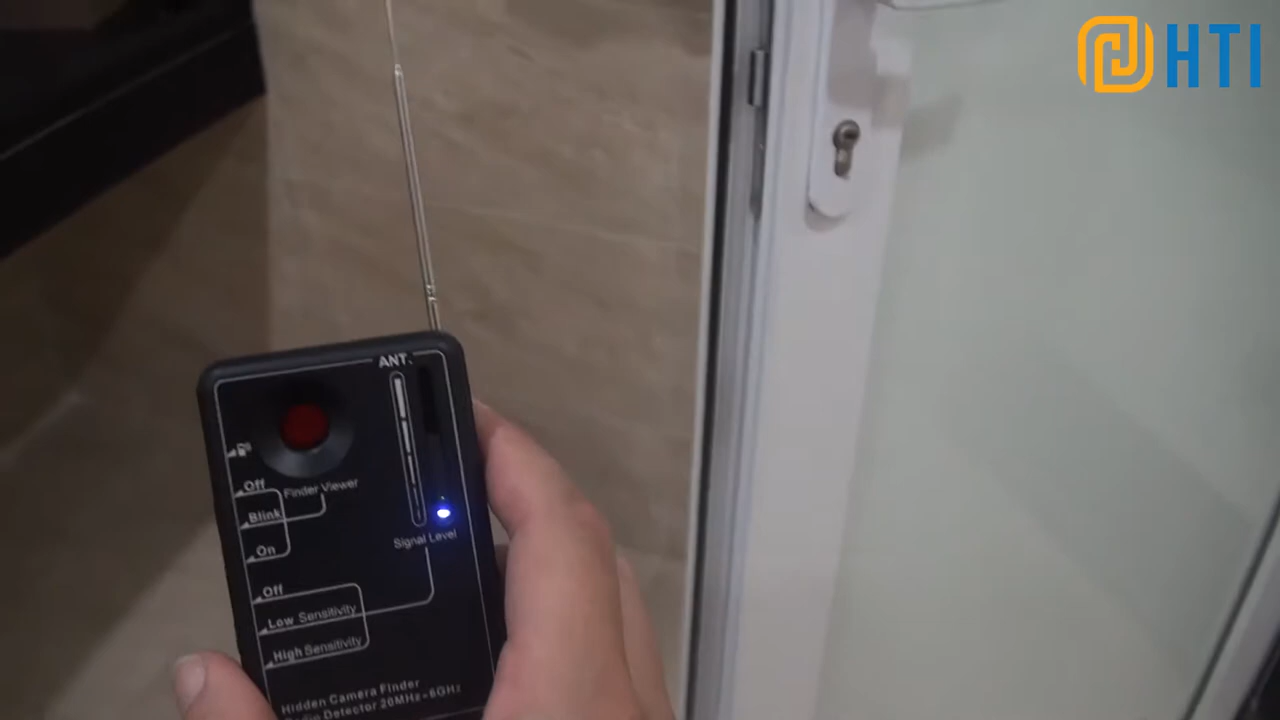 HTI
ANT.
Off
Finder Viewer
Blink
On
Signal Level
Off
Low Sensitivity
High Sensitivity
Hidden Camera Finder
Radio Detector 20MHz-6GHz